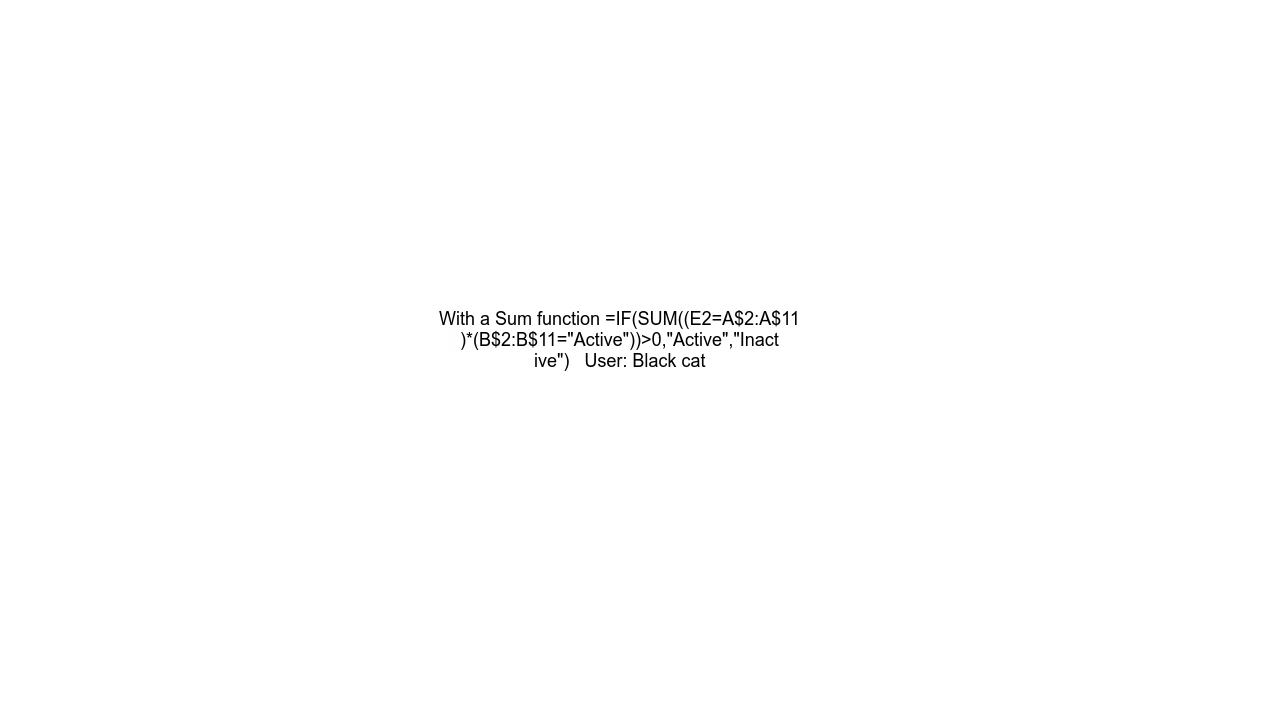 With a Sum function =IF(SUM((E2=A$2:A$11
)*(B$2:B$11="Active"))>0,"Active","Inact
ive")   User: Black cat